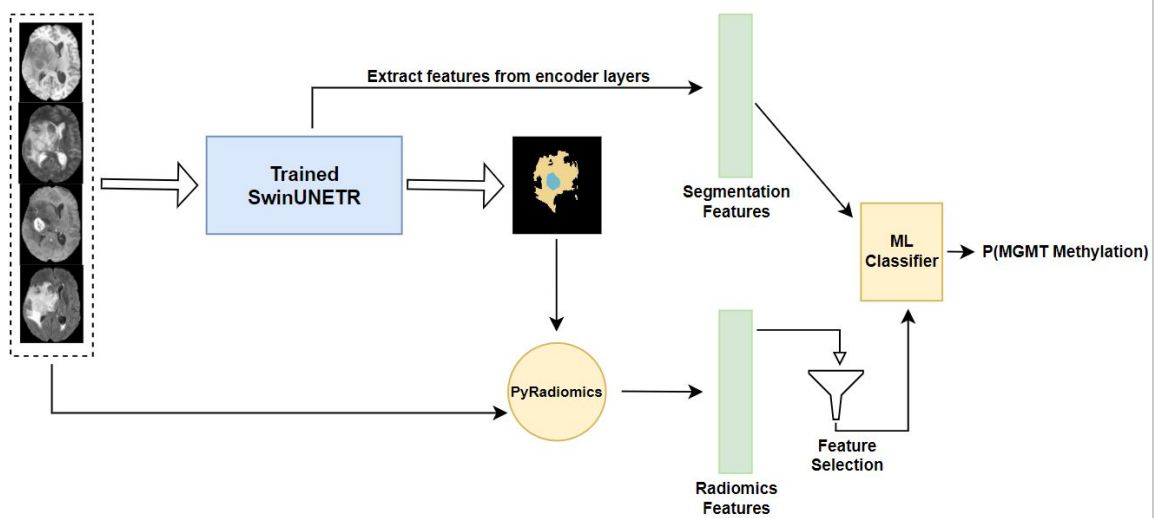 Extract features from encoder layers
Trained
SwinUNETR
Segmentation
Features
ML
Classifier
P(MGMT Methylation)
PyRadiomics
Feature
Selection
Radiomics
Features